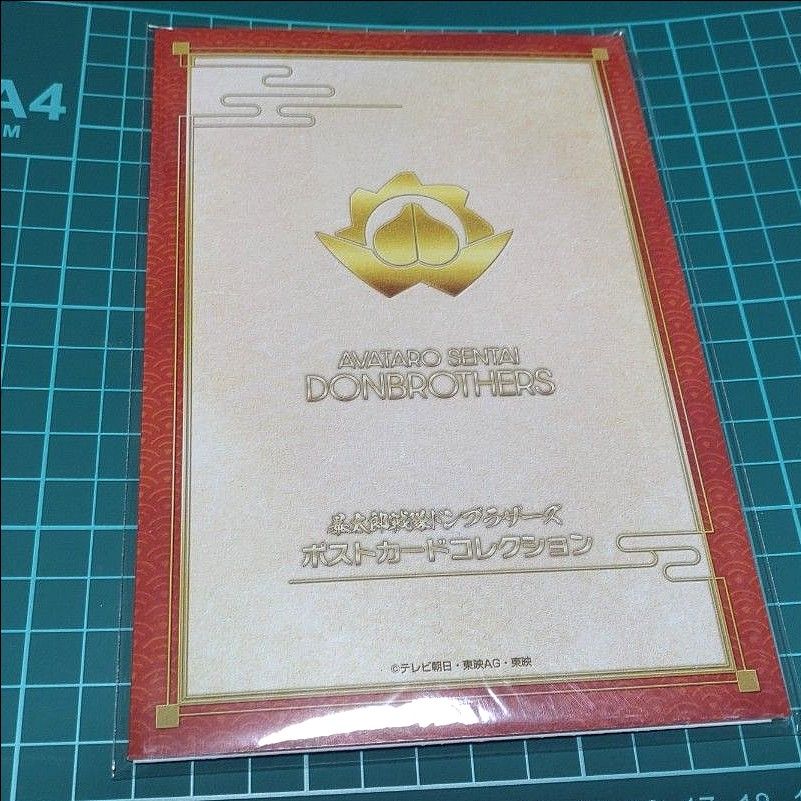 A4
AVATARO SENTAI
DONBROTHERS
暴太郎戦隊ドンブラザーズ
ポストカードコレクション
©テレビ朝日・東映AG・東映